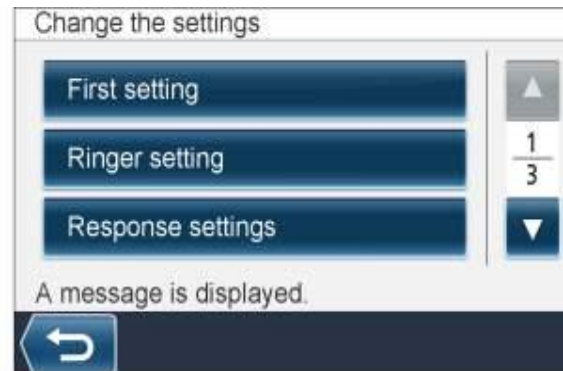 Change the settings
First setting
Ringer setting
Response settings
1
3
A message is displayed.